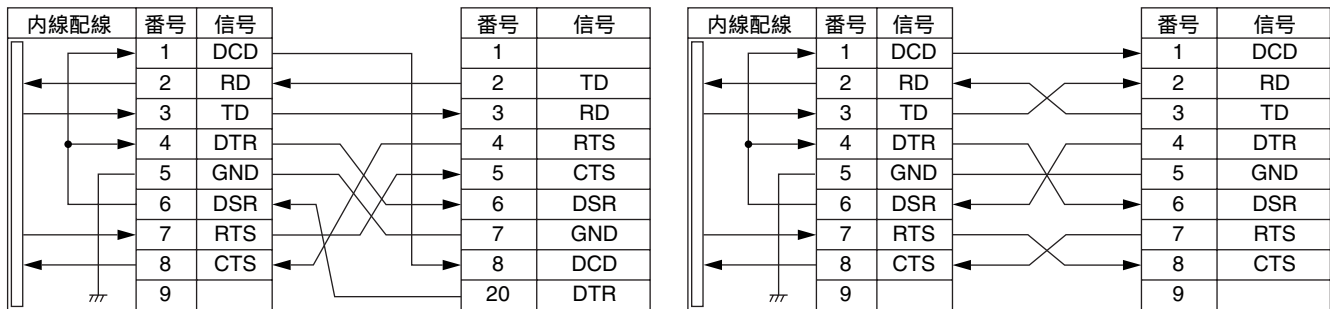 内線配線 番号 信号 番号 信号
1 DCD 1
2 RD 2 TD
3 TD 3 RD
4 DTR 4 RTS
5 GND 5 CTS
6 DSR 6 DSR
7 RTS 7 GND
8 CTS 8 DCD
9 20 DTR
内線配線 番号 信号 番号 信号
1 DCD 1 DCD
2 RD 2 RD
3 TD 3 TD
4 DTR 4 DTR
5 GND 5 GND
6 DSR 6 DSR
7 RTS 7 RTS
8 CTS 8 CTS
9 9